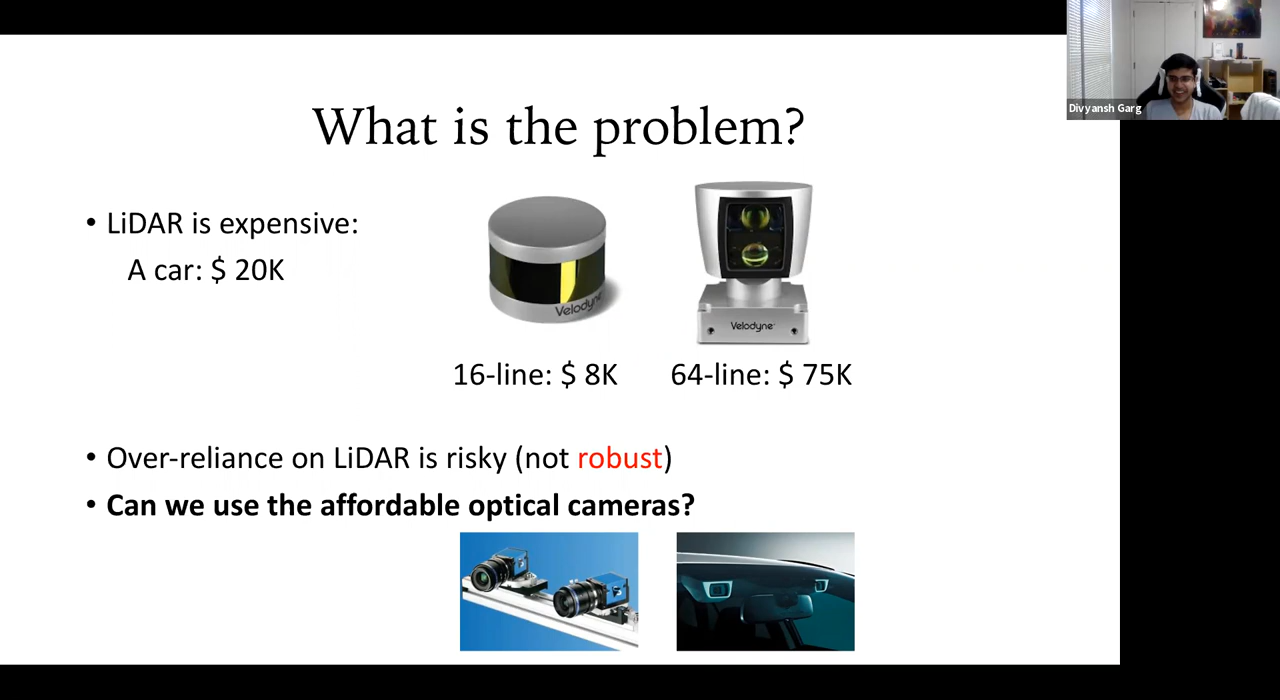 Divyansh Garg
What is the problem?
• LiDAR is expensive:
A car: $ 20K
Velodyne
Velodyne
16-line: $ 8K
64-line: $ 75K
• Over-reliance on LiDAR is risky (not robust)
• Can we use the affordable optical cameras?